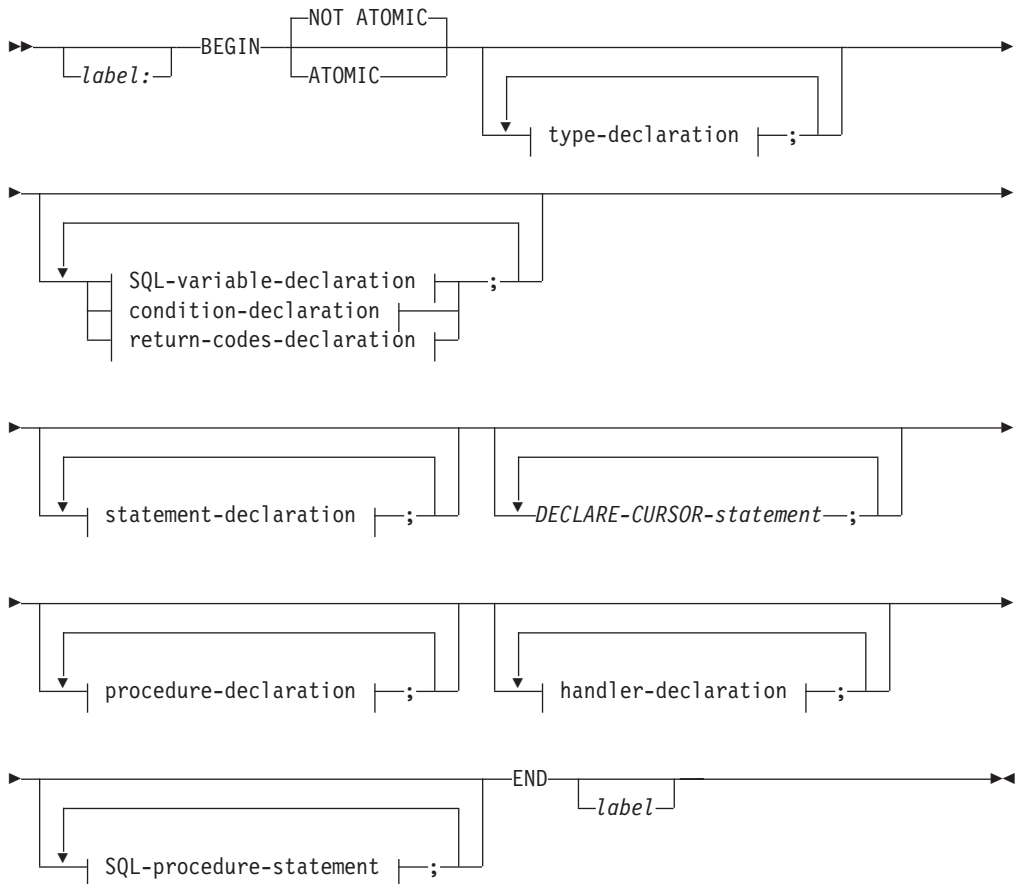 NOT ATOMIC
label: BEGIN
ATOMIC
type-declaration ;
SQL-variable-declaration ;
condition-declaration
return-codes-declaration
statement-declaration ; DECLARE-CURSOR-statement ;
procedure-declaration ; handler-declaration ;
END
label
SQL-procedure-statement ;